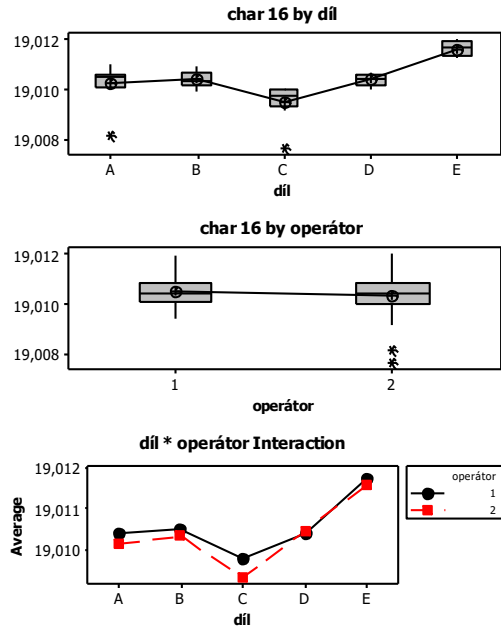 char 16 by díl
19,012
19,010
19,008
A B C D E
díl
char 16 by operátor
19,012
19,010
19,008
1 2
operátor
díl * operátor Interaction
19,012
19,011
19,010
Average
A B C D E
díl
operátor
1
2